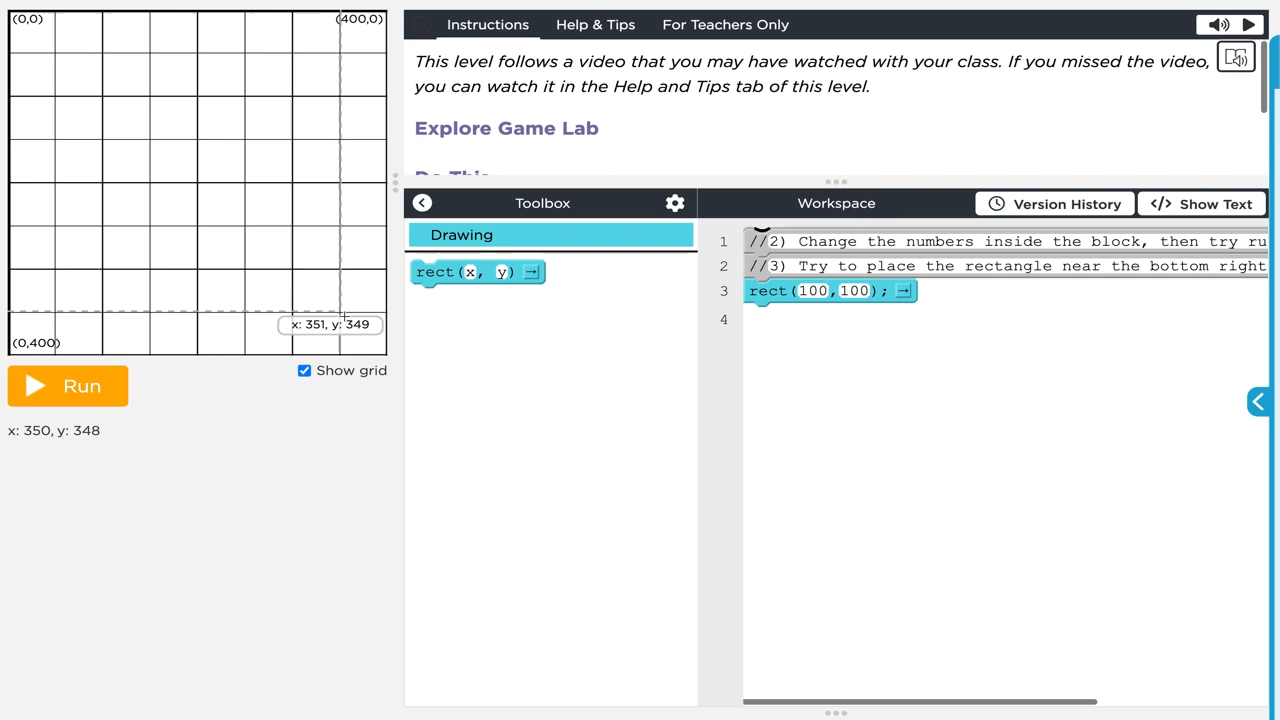 (0,0)
(400,0)
x: 351, y: 349
(0,400)
Show grid
Run
x: 350, y: 348
Instructions
Help & Tips
For Teachers Only
This level follows a video that you may have watched with your class. If you missed the video,
you can watch it in the Help and Tips tab of this level.
Explore Game Lab
Do This
Toolbox
Workspace
Version History
</> Show Text
Drawing
rect(x, y) →
1 //2) Change the numbers inside the block, then try ru
2 //3) Try to place the rectangle near the bottom right
3 rect(100,100); →
4